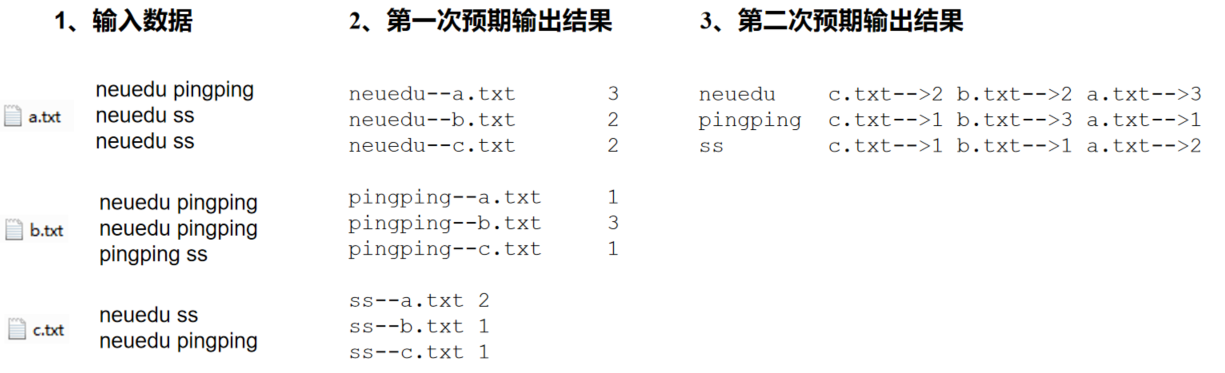 1、输入数据
2、第一次预期输出结果
3、第二次预期输出结果
a.txt
neuedu pingping
neuedu ss
neuedu ss
b.txt
neuedu pingping
neuedu pingping
pingping ss
c.txt
neuedu ss
neuedu pingping
neuedu--a.txt 3
neuedu--b.txt 2
neuedu--c.txt 2
pingping--a.txt 1
pingping--b.txt 3
pingping--c.txt 1
ss--a.txt 2
ss--b.txt 1
ss--c.txt 1
neuedu c.txt-->2 b.txt-->2 a.txt-->3
pingping c.txt-->1 b.txt-->3 a.txt-->1
ss c.txt-->1 b.txt-->1 a.txt-->2